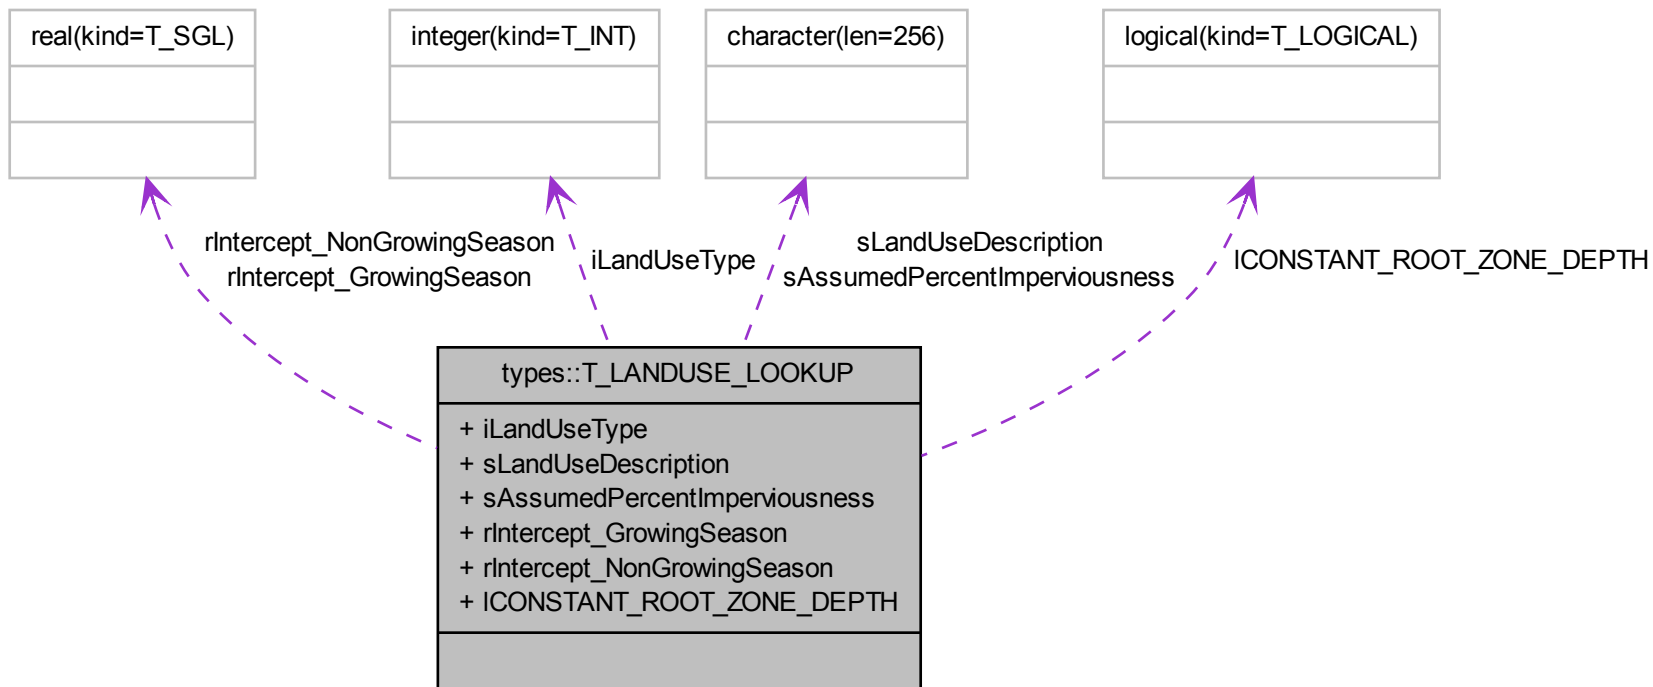 real(kind=T_SGL)
integer(kind=T_INT)
character(len=256)
logical(kind=T_LOGICAL)
rIntercept_NonGrowingSeason
rIntercept_GrowingSeason
iLandUseType
sLandUseDescription
sAssumedPercentImperviousness
lCONSTANT_ROOT_ZONE_DEPTH
types::T_LANDUSE_LOOKUP
+ iLandUseType
+ sLandUseDescription
+ sAssumedPercentImperviousness
+ rIntercept_GrowingSeason
+ rIntercept_NonGrowingSeason
+ lCONSTANT_ROOT_ZONE_DEPTH